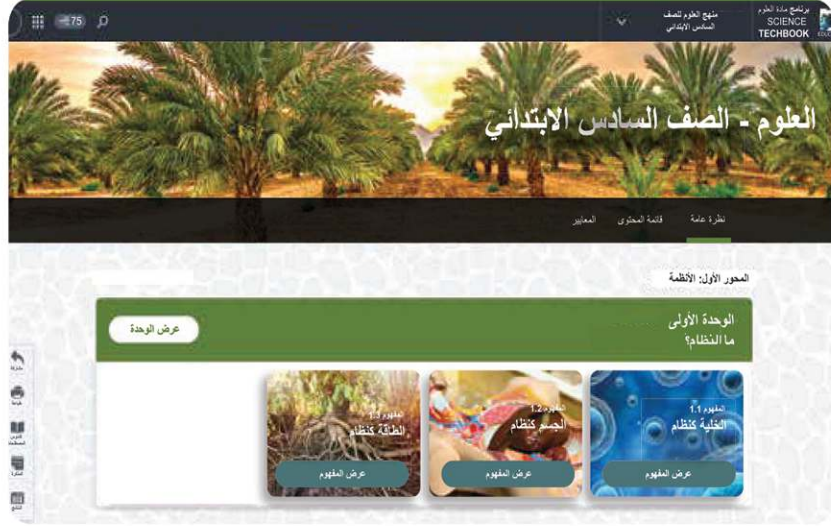 برنامج مادة العلوم
SCIENCE
TECHBOOK
منهج العلوم للصف
السادس الابتدائي
75
العلوم - الصف السادس الابتدائي
نظرة عامة
قائمة المحتوى
المعايير
المحور الأول: الأنظمة
الوحدة الأولى
ما النظام؟
عرض الوحدة
المفهوم 1.1
الخلية كنظام
عرض المفهوم
المفهوم 1.2
الجسم كنظام
عرض المفهوم
المفهوم 1.3
الطاقة كنظام
عرض المفهوم
مشاركة
طباعة